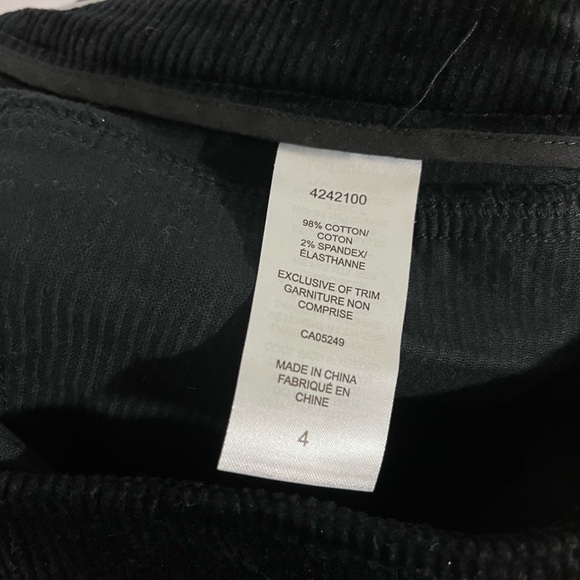 4242100
98% COTTON/
COTON
2% SPANDEX/
ÉLASTHANNE
EXCLUSIVE OF TRIM
GARNITURE NON
COMPRISE
CA05249
MADE IN CHINA
FABRIQUÉ EN
CHINE
4